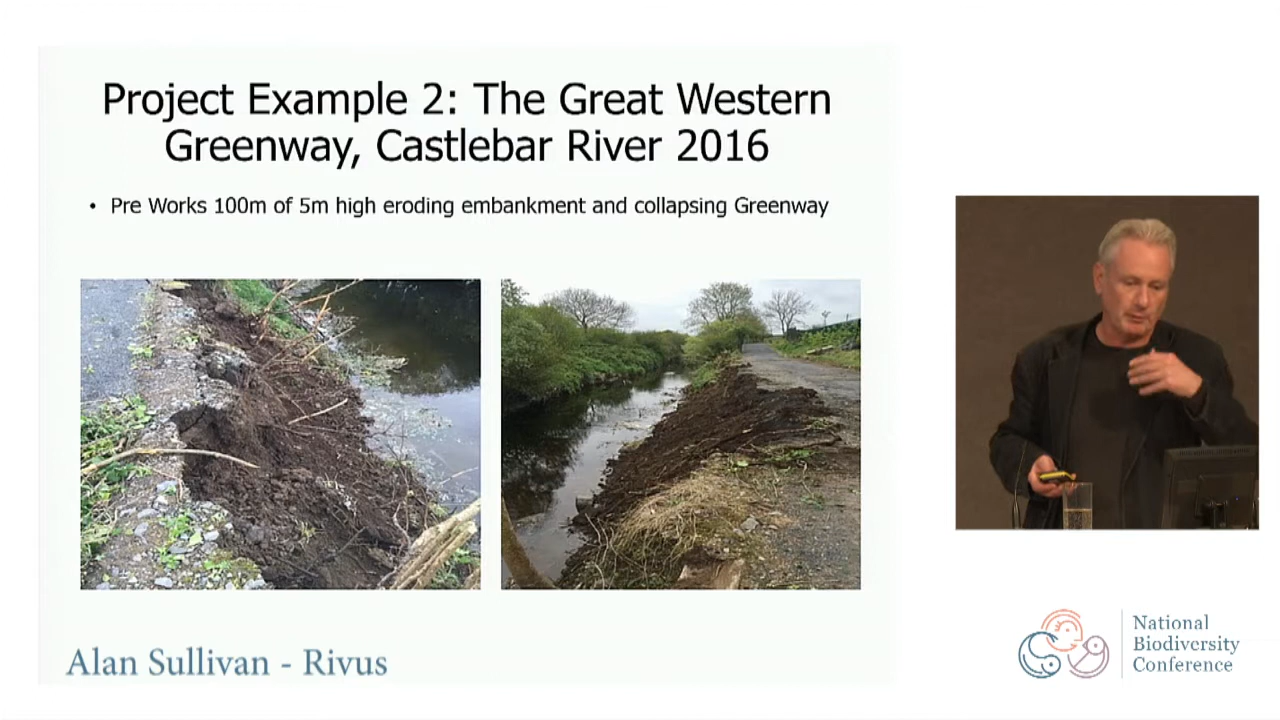 Project Example 2: The Great Western
Greenway, Castlebar River 2016
• Pre Works 100m of 5m high eroding embankment and collapsing Greenway
Alan Sullivan - Rivus
National
Biodiversity
Conference